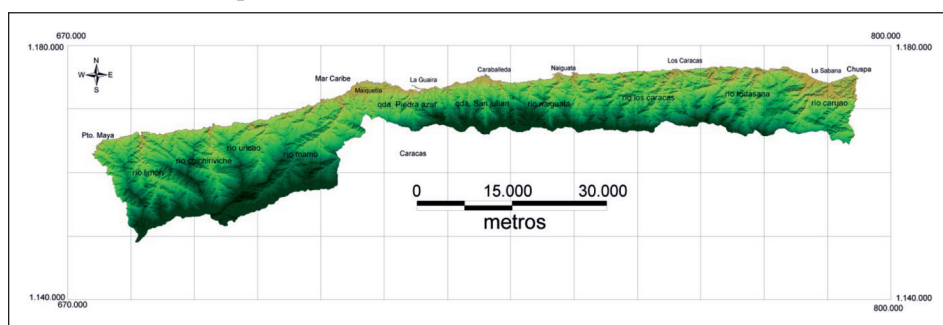 670.000
800.000
1.180.000
1.180.000
N
W E
S
Mar Caribe
Maiquetía
La Guaira
Caraballeda
Naiguata
Los Caracas
La Sabana
Chuspa
qda. Piedra azul
qda. San julian
rio naiguata
rio los caracas
rio todasana
rio caruao
Pto. Maya
rio limon
rio chichiriviche
rio uricao
rio mamo
Caracas
0 15.000 30.000
metros
1.140.000
1.140.000
670.000
800.000